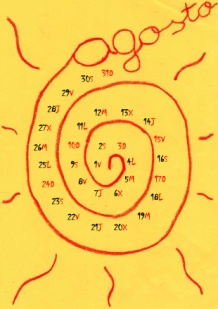 agosto
1V
2S
3D
4L
5M
6X
7J
8V
9S
10D
11L
12M
13X
14J
15V
16S
17D
18L
19M
20X
21J
22V
23S
24D
25L
26M
27X
28J
29V
30S
31D